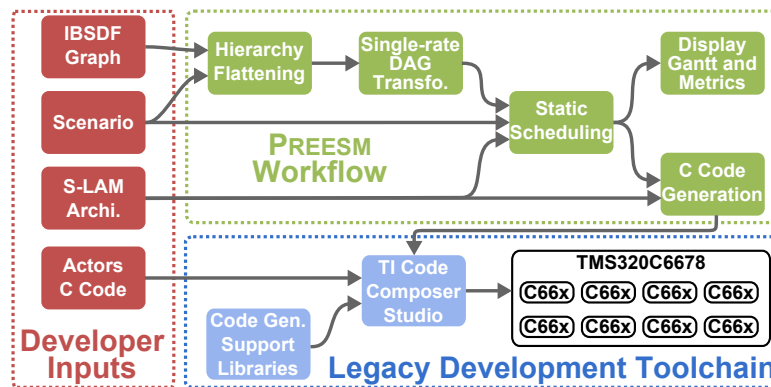 IBSDF
Graph
Scenario
S-LAM
Archi.
Actors
C Code
Developer
Inputs
Hierarchy
Flattening
Single-rate
DAG
Transfo.
Static
Scheduling
Display
Gantt and
Metrics
C Code
Generation
PREESM
Workflow
TI Code
Composer
Studio
Code Gen.
Support
Libraries
TMS320C6678
C66x C66x C66x C66x
C66x C66x C66x C66x
Legacy Development Toolchain